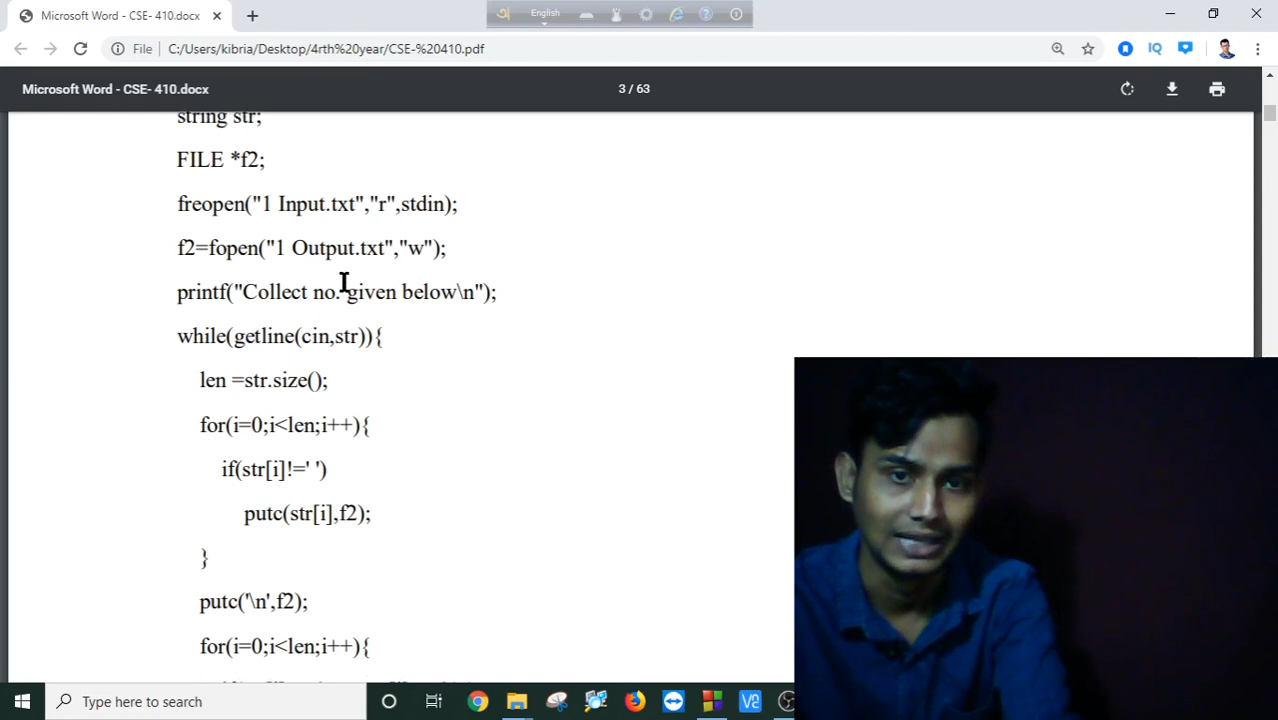 Microsoft Word - CSE- 410.docx
অ
English
File
C:/Users/kibria/Desktop/4rth%20year/CSE-%20410.pdf
IQ
Microsoft Word - CSE- 410.docx
3 / 63
string str;
FILE *f2;
freopen("1 Input.txt","r",stdin);
f2=fopen("1 Output.txt","w");
printf("Collect no. given below\n");
while(getline(cin,str)){
len =str.size();
for(i=0;i<len;i++){
if(str[i]!=' ')
putc(str[i],f2);
}
putc('\n',f2);
for(i=0;i<len;i++){
Type here to search